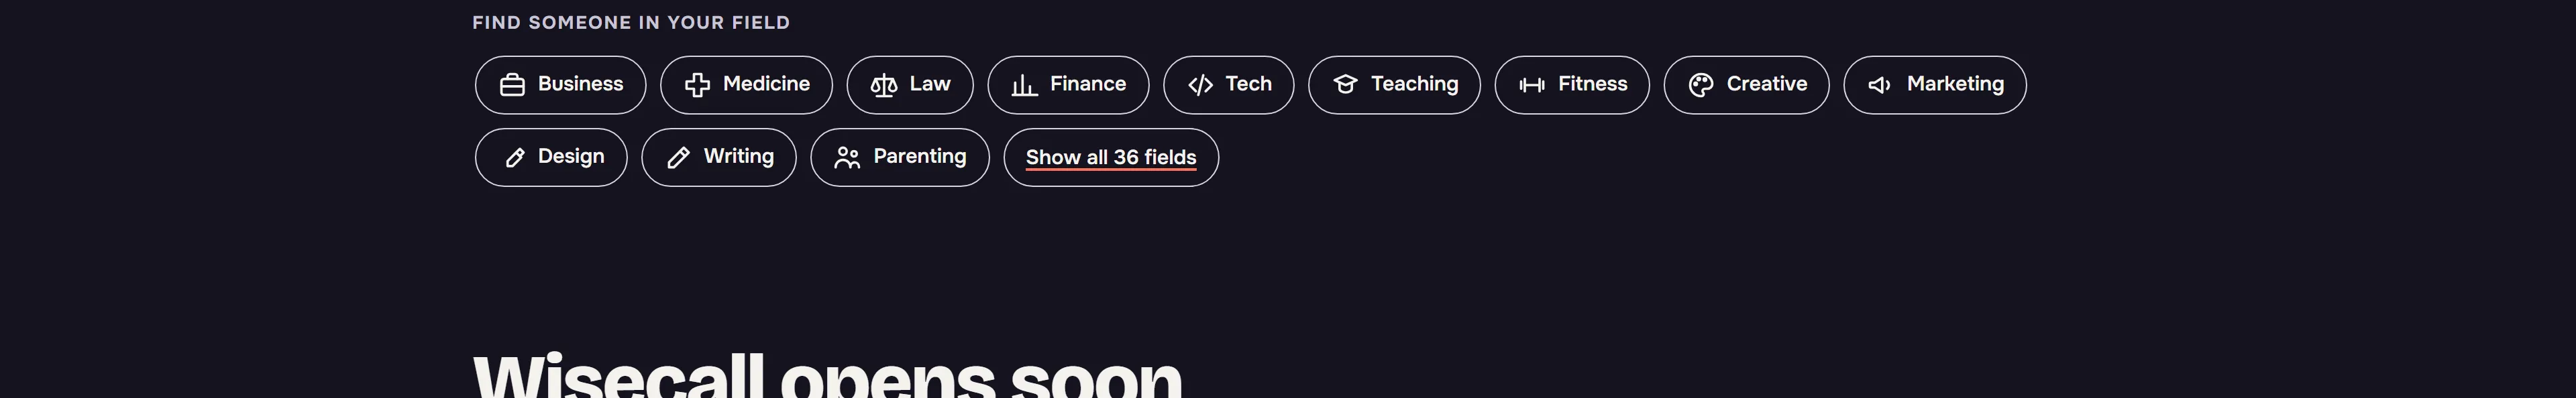 FIND SOMEONE IN YOUR FIELD
Business Medicine Law Finance Tech Teaching Fitness Creative Marketing
Design Writing Parenting Show all 36 fields
Wisecall opens soon